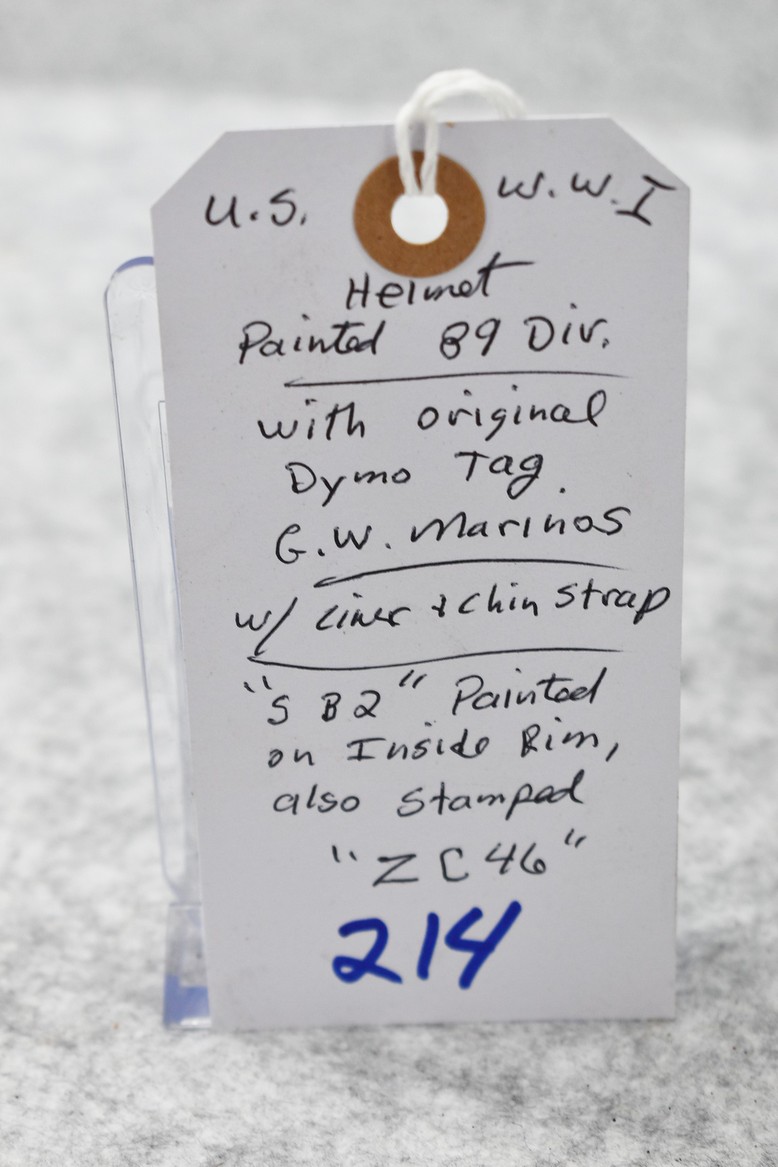 U.S. W.W.I
Helmet
Painted 89 Div.
with original
Dymo Tag.
G.W. Marinos
w/ Liner & Chin Strap
"S B2" Painted
on Inside Rim,
also stamped
"ZC46"
214